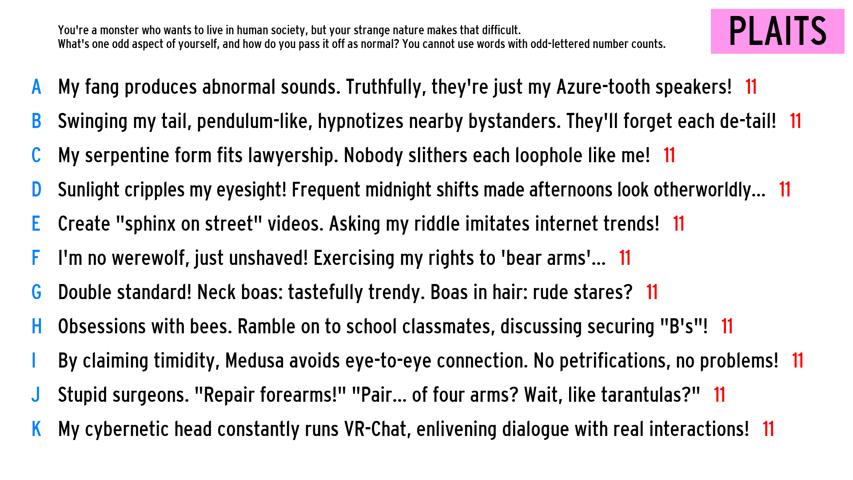 You're a monster who wants to live in human society, but your strange nature makes that difficult.
What's one odd aspect of yourself, and how do you pass it off as normal? You cannot use words with odd-lettered number counts.
PLAITS
A My fang produces abnormal sounds. Truthfully, they're just my Azure-tooth speakers! 11
B Swinging my tail, pendulum-like, hypnotizes nearby bystanders. They'll forget each de-tail! 11
C My serpentine form fits lawyership. Nobody slithers each loophole like me! 11
D Sunlight cripples my eyesight! Frequent midnight shifts made afternoons look otherworldly... 11
E Create "sphinx on street" videos. Asking my riddle imitates internet trends! 11
F I'm no werewolf, just unshaved! Exercising my rights to 'bear arms'... 11
G Double standard! Neck boas: tastefully trendy. Boas in hair: rude stares? 11
H Obsessions with bees. Ramble on to school classmates, discussing securing "B's"! 11
I By claiming timidity, Medusa avoids eye-to-eye connection. No petrifications, no problems! 11
J Stupid surgeons. "Repair forearms!" "Pair... of four arms? Wait, like tarantulas?" 11
K My cybernetic head constantly runs VR-Chat, enlivening dialogue with real interactions! 11